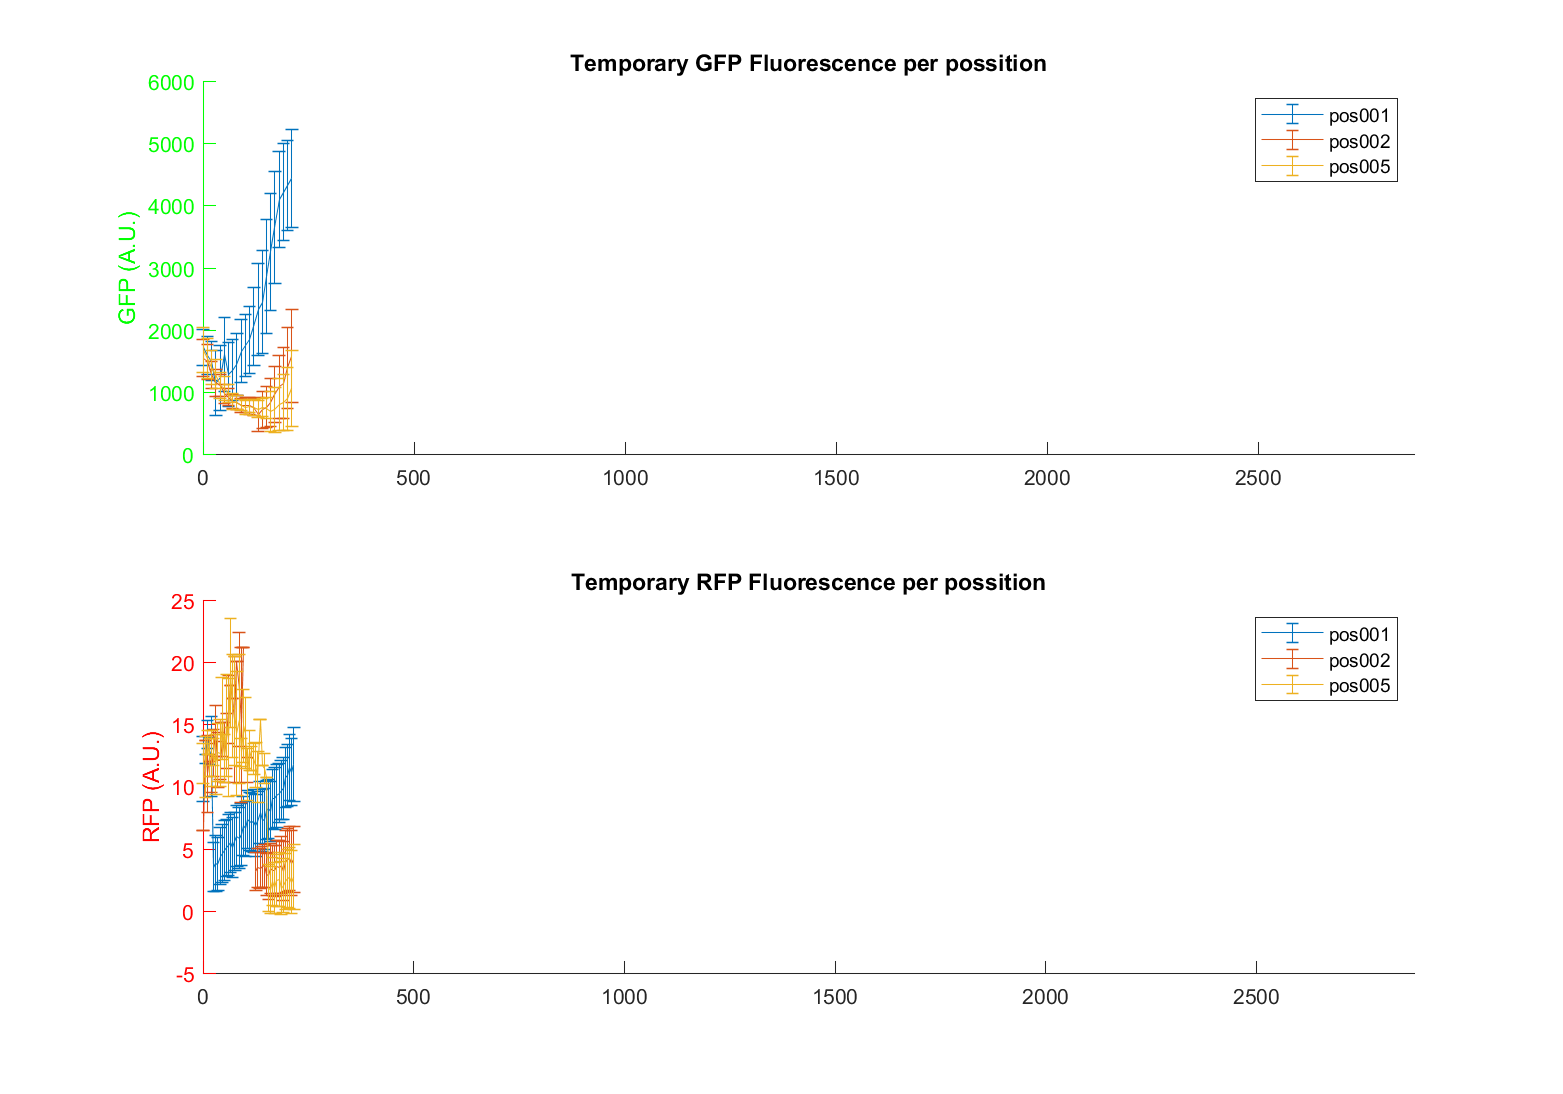 Temporary GFP Fluorescence per possition
6000
5000
4000
3000
2000
1000
0
GFP (A.U.)
pos001
pos002
pos005
0 500 1000 1500 2000 2500
Temporary RFP Fluorescence per possition
25
20
15
10
5
0
-5
RFP (A.U.)
pos001
pos002
pos005
0 500 1000 1500 2000 2500